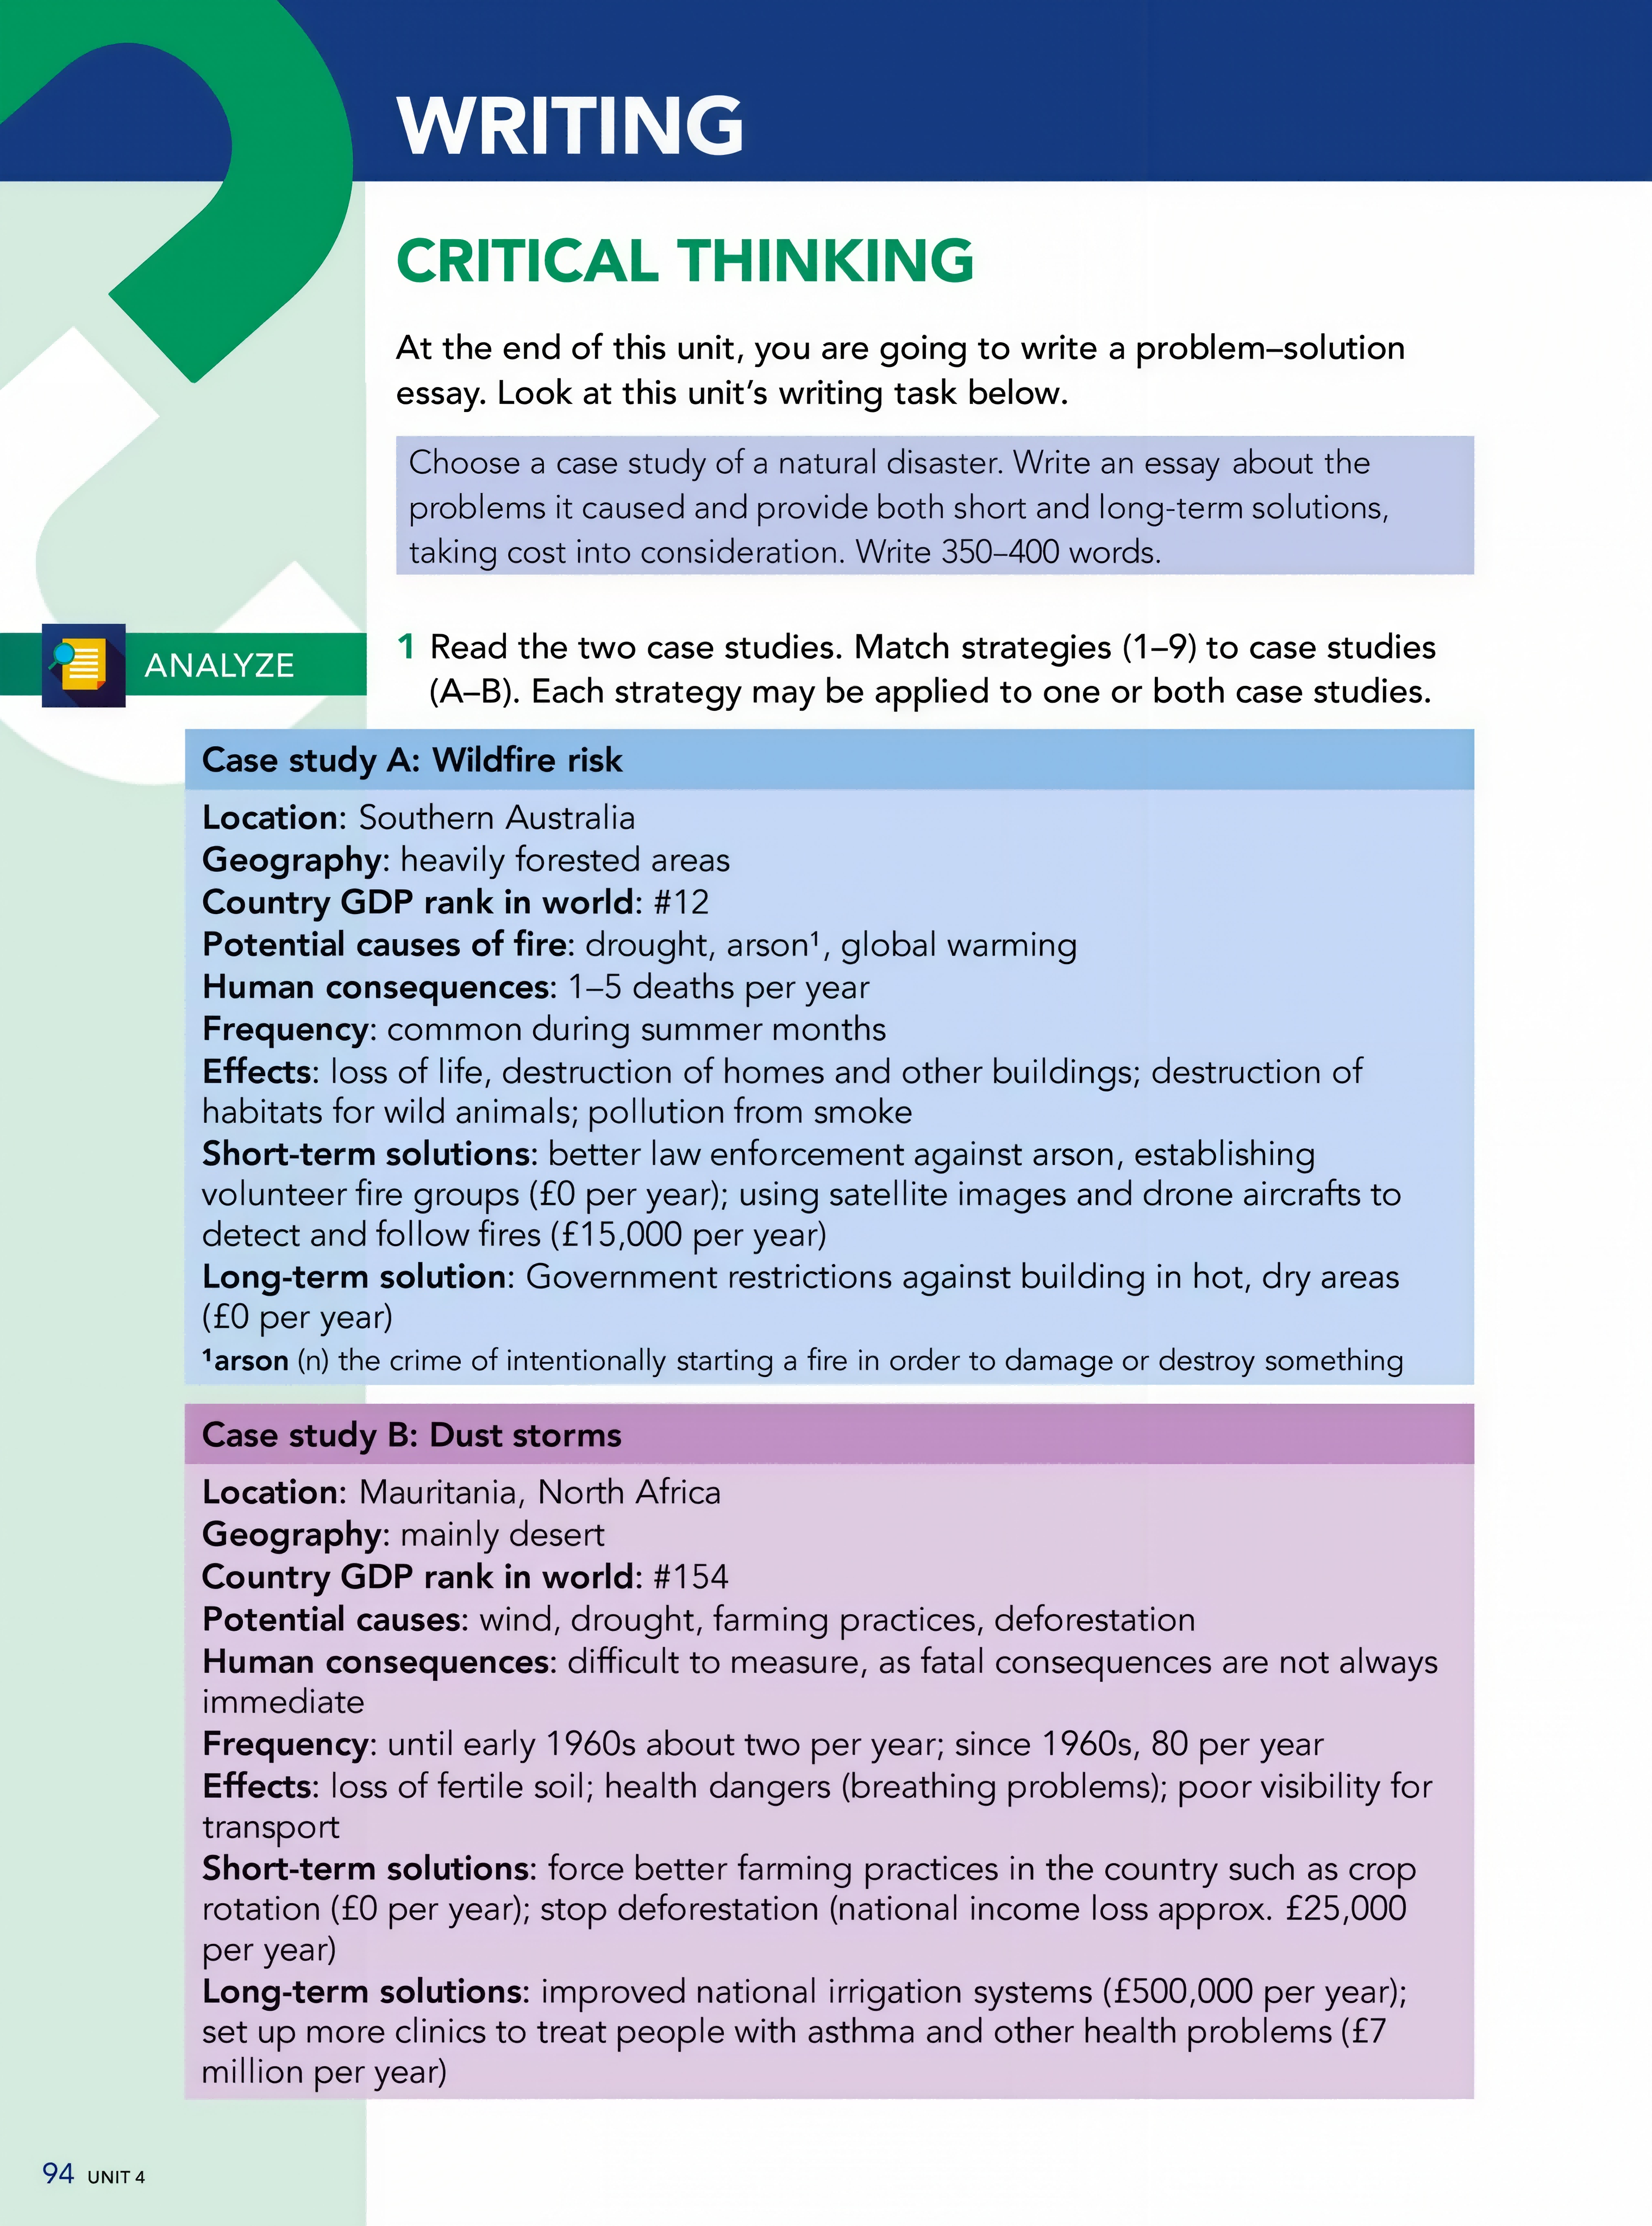 WRITING
CRITICAL THINKING
At the end of this unit, you are going to write a problem–solution
essay. Look at this unit's writing task below.
Choose a case study of a natural disaster. Write an essay about the
problems it caused and provide both short and long-term solutions,
taking cost into consideration. Write 350–400 words.
ANALYZE
1 Read the two case studies. Match strategies (1–9) to case studies
(A–B). Each strategy may be applied to one or both case studies.
Case study A: Wildfire risk
Location: Southern Australia
Geography: heavily forested areas
Country GDP rank in world: #12
Potential causes of fire: drought, arson¹, global warming
Human consequences: 1–5 deaths per year
Frequency: common during summer months
Effects: loss of life, destruction of homes and other buildings; destruction of
habitats for wild animals; pollution from smoke
Short-term solutions: better law enforcement against arson, establishing
volunteer fire groups (£0 per year); using satellite images and drone aircrafts to
detect and follow fires (£15,000 per year)
Long-term solution: Government restrictions against building in hot, dry areas
(£0 per year)
¹arson (n) the crime of intentionally starting a fire in order to damage or destroy something
Case study B: Dust storms
Location: Mauritania, North Africa
Geography: mainly desert
Country GDP rank in world: #154
Potential causes: wind, drought, farming practices, deforestation
Human consequences: difficult to measure, as fatal consequences are not always
immediate
Frequency: until early 1960s about two per year; since 1960s, 80 per year
Effects: loss of fertile soil; health dangers (breathing problems); poor visibility for
transport
Short-term solutions: force better farming practices in the country such as crop
rotation (£0 per year); stop deforestation (national income loss approx. £25,000
per year)
Long-term solutions: improved national irrigation systems (£500,000 per year);
set up more clinics to treat people with asthma and other health problems (£7
million per year)
94 UNIT 4